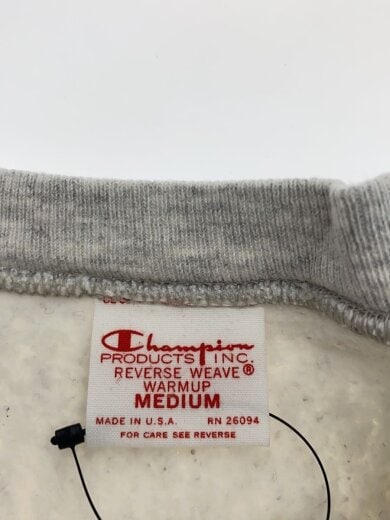 Champion
PRODUCTS INC.
REVERSE WEAVE®
WARMUP
MEDIUM
MADE IN U.S.A. RN 26094
FOR CARE SEE REVERSE